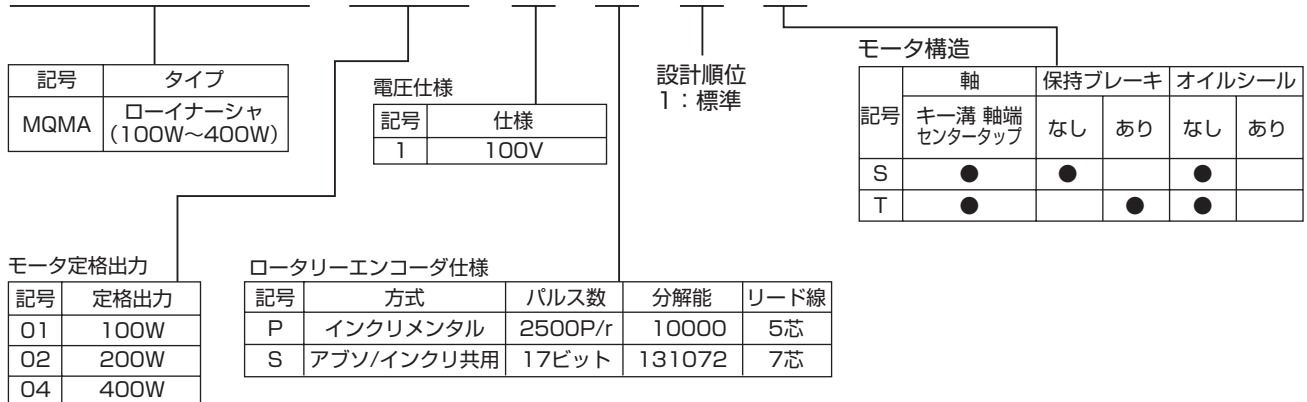 記号 タイプ
MQMA ローイナーシャ
(100W〜400W)
電圧仕様
記号 仕様
1 100V
設計順位
1：標準
モータ構造
記号 軸 保持ブレーキ オイルシール
キー溝 軸端
センタータップ なし あり なし あり
S ● ● ●
T ● ● ●
モータ定格出力
記号 定格出力
01 100W
02 200W
04 400W
ロータリーエンコーダ仕様
記号 方式 パルス数 分解能 リード線
P インクリメンタル 2500P/r 10000 5芯
S アブソ/インクリ共用 17ビット 131072 7芯